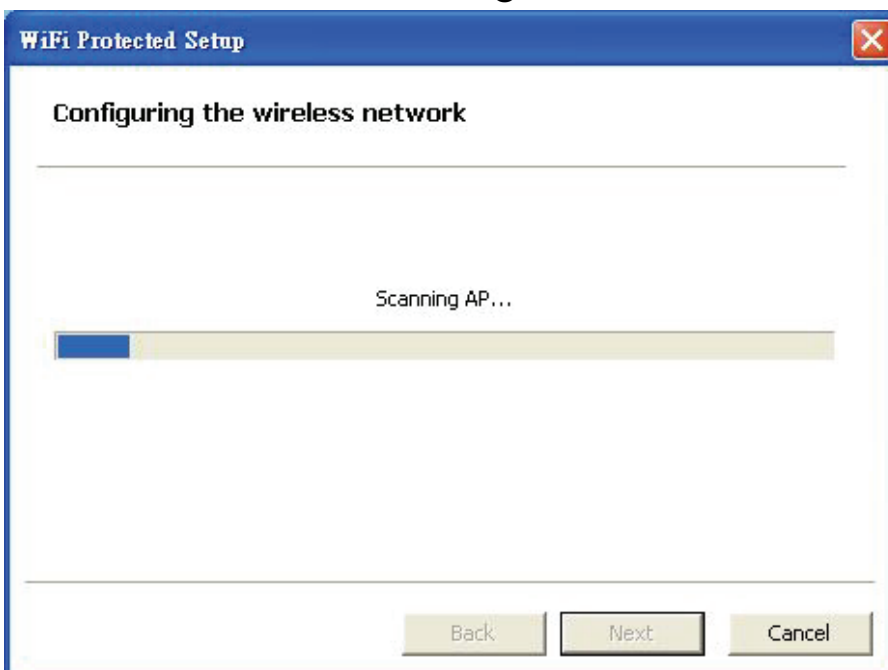 WiFi Protected Setup
Configuring the wireless network
Scanning AP...
Back Next Cancel